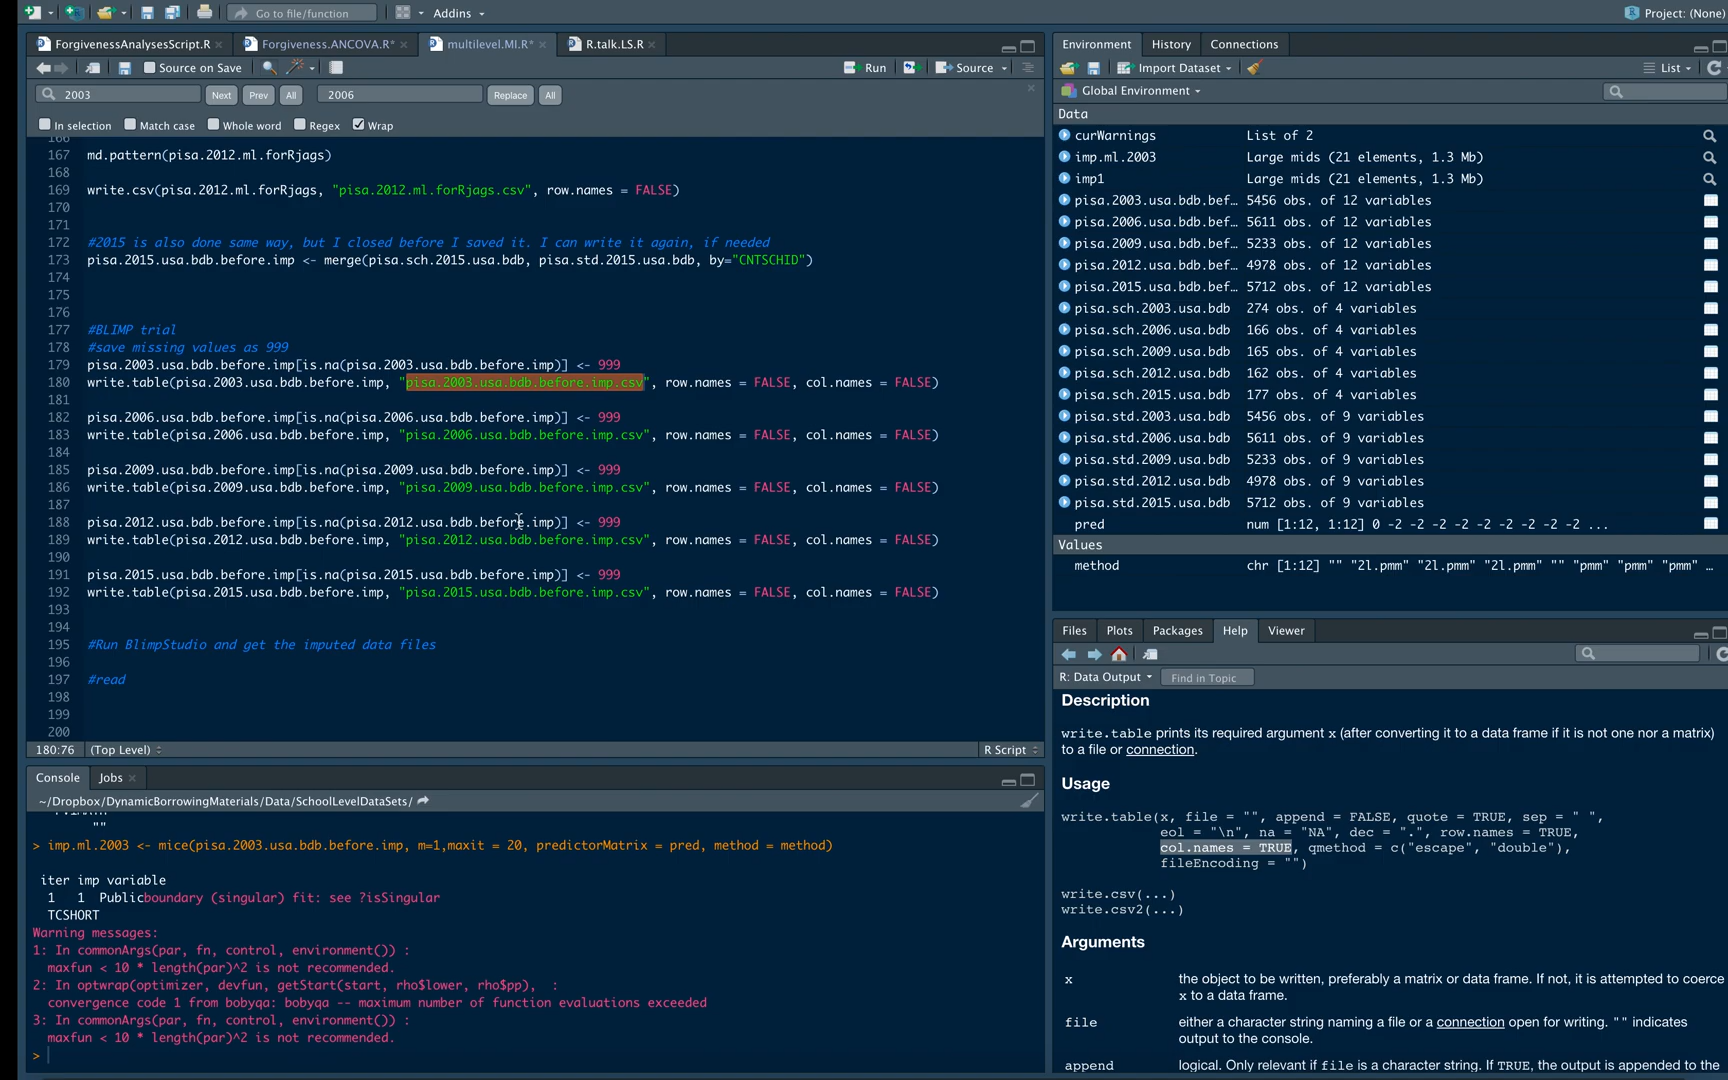 Go to file/function
Addins
Project: (None)
ForgivenessAnalysesScript.R
Forgiveness.ANCOVA.R*
multilevel.MI.R*
R.talk.LS.R
Source on Save
Run
Source
2003
Next
Prev
All
2006
Replace
All
In selection
Match case
Whole word
Regex
Wrap
166
167 md.pattern(pisa.2012.ml.forRjags)
168
169 write.csv(pisa.2012.ml.forRjags, "pisa.2012.ml.forRjags.csv", row.names = FALSE)
170
171
172 #2015 is also done same way, but I closed before I saved it. I can write it again, if needed
173 pisa.2015.usa.bdb.before.imp <- merge(pisa.sch.2015.usa.bdb, pisa.std.2015.usa.bdb, by="CNTSCHID")
174
175
176
177 #BLIMP trial
178 #save missing values as 999
179 pisa.2003.usa.bdb.before.imp[is.na(pisa.2003.usa.bdb.before.imp)] <- 999
180 write.table(pisa.2003.usa.bdb.before.imp, "pisa.2003.usa.bdb.before.imp.csv", row.names = FALSE, col.names = FALSE)
181
182 pisa.2006.usa.bdb.before.imp[is.na(pisa.2006.usa.bdb.before.imp)] <- 999
183 write.table(pisa.2006.usa.bdb.before.imp, "pisa.2006.usa.bdb.before.imp.csv", row.names = FALSE, col.names = FALSE)
184
185 pisa.2009.usa.bdb.before.imp[is.na(pisa.2009.usa.bdb.before.imp)] <- 999
186 write.table(pisa.2009.usa.bdb.before.imp, "pisa.2009.usa.bdb.before.imp.csv", row.names = FALSE, col.names = FALSE)
187
188 pisa.2012.usa.bdb.before.imp[is.na(pisa.2012.usa.bdb.before.imp)] <- 999
189 write.table(pisa.2012.usa.bdb.before.imp, "pisa.2012.usa.bdb.before.imp.csv", row.names = FALSE, col.names = FALSE)
190
191 pisa.2015.usa.bdb.before.imp[is.na(pisa.2015.usa.bdb.before.imp)] <- 999
192 write.table(pisa.2015.usa.bdb.before.imp, "pisa.2015.usa.bdb.before.imp.csv", row.names = FALSE, col.names = FALSE)
193
194
195 #Run BlimpStudio and get the imputed data files
196
197 #read
198
199
200
180:76 (Top Level) R Script
Console Jobs
~/Dropbox/DynamicBorrowingMaterials/Data/SchoolLevelDataSets/
""
> imp.ml.2003 <- mice(pisa.2003.usa.bdb.before.imp, m=1,maxit = 20, predictorMatrix = pred, method = method)
iter imp variable
1 1 Publicboundary (singular) fit: see ?isSingular
TCSHORT
Warning messages:
1: In commonArgs(par, fn, control, environment()) :
maxfun < 10 * length(par)^2 is not recommended.
2: In optwrap(optimizer, devfun, getStart(start, rho$lower, rho$pp), :
convergence code 1 from bobyqa: bobyqa -- maximum number of function evaluations exceeded
3: In commonArgs(par, fn, control, environment()) :
maxfun < 10 * length(par)^2 is not recommended.
>
Environment History Connections
Import Dataset List
Global Environment
Data
curWarnings List of 2
imp.ml.2003 Large mids (21 elements, 1.3 Mb)
imp1 Large mids (21 elements, 1.3 Mb)
pisa.2003.usa.bdb.bef… 5456 obs. of 12 variables
pisa.2006.usa.bdb.bef… 5611 obs. of 12 variables
pisa.2009.usa.bdb.bef… 5233 obs. of 12 variables
pisa.2012.usa.bdb.bef… 4978 obs. of 12 variables
pisa.2015.usa.bdb.bef… 5712 obs. of 12 variables
pisa.sch.2003.usa.bdb 274 obs. of 4 variables
pisa.sch.2006.usa.bdb 166 obs. of 4 variables
pisa.sch.2009.usa.bdb 165 obs. of 4 variables
pisa.sch.2012.usa.bdb 162 obs. of 4 variables
pisa.sch.2015.usa.bdb 177 obs. of 4 variables
pisa.std.2003.usa.bdb 5456 obs. of 9 variables
pisa.std.2006.usa.bdb 5611 obs. of 9 variables
pisa.std.2009.usa.bdb 5233 obs. of 9 variables
pisa.std.2012.usa.bdb 4978 obs. of 9 variables
pisa.std.2015.usa.bdb 5712 obs. of 9 variables
pred num [1:12, 1:12] 0 -2 -2 -2 -2 -2 -2 -2 -2 ...
Values
method chr [1:12] "" "2l.pmm" "2l.pmm" "2l.pmm" "" "pmm" "pmm" "pmm" …
Files Plots Packages Help Viewer
R: Data Output Find in Topic
Description
write.table prints its required argument x (after converting it to a data frame if it is not one nor a matrix)
to a file or connection.
Usage
write.table(x, file = "", append = FALSE, quote = TRUE, sep = " ",
eol = "\n", na = "NA", dec = ".", row.names = TRUE,
col.names = TRUE, qmethod = c("escape", "double"),
fileEncoding = "")
write.csv(...)
write.csv2(...)
Arguments
x the object to be written, preferably a matrix or data frame. If not, it is attempted to coerce
x to a data frame.
file either a character string naming a file or a connection open for writing. "" indicates
output to the console.
append logical. Only relevant if file is a character string. If TRUE, the output is appended to the